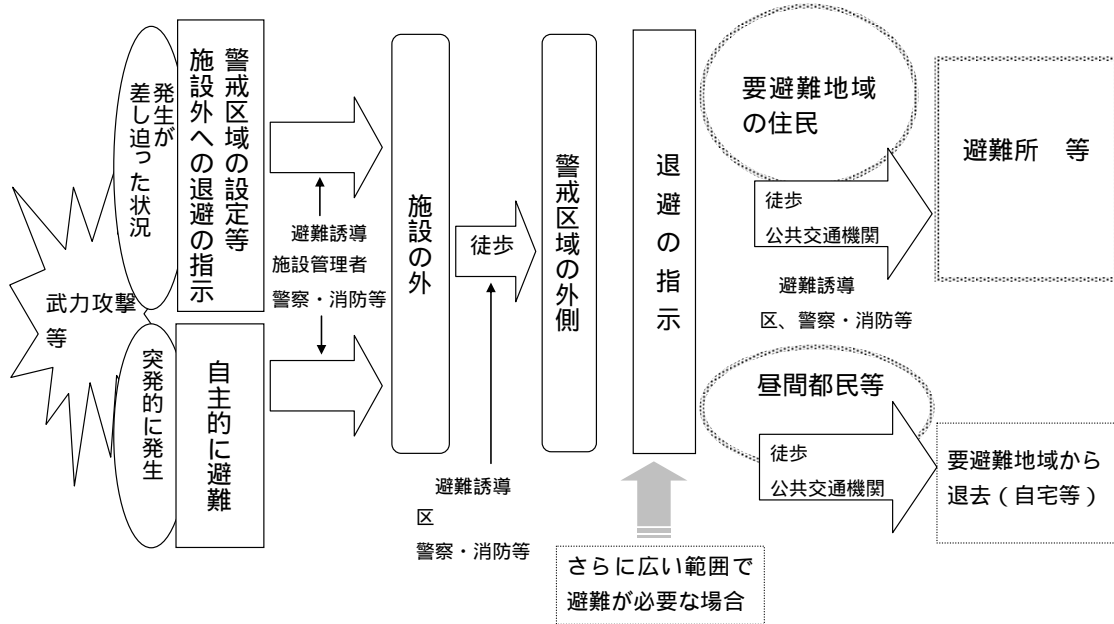 武力攻撃
等
発生が
差し迫った状況
警戒区域の設定等
施設外への退避の指示
突発的に発生
自主的に避難
避難誘導
施設管理者
警察・消防等
施設の外
徒歩
避難誘導
区
警察・消防等
警戒区域の外側
退避の指示
さらに広い範囲で
避難が必要な場合
要避難地域
の住民
徒歩
公共交通機関
避難誘導
区、警察・消防等
避難所　等
昼間都民等
徒歩
公共交通機関
要避難地域から
退去（自宅等）